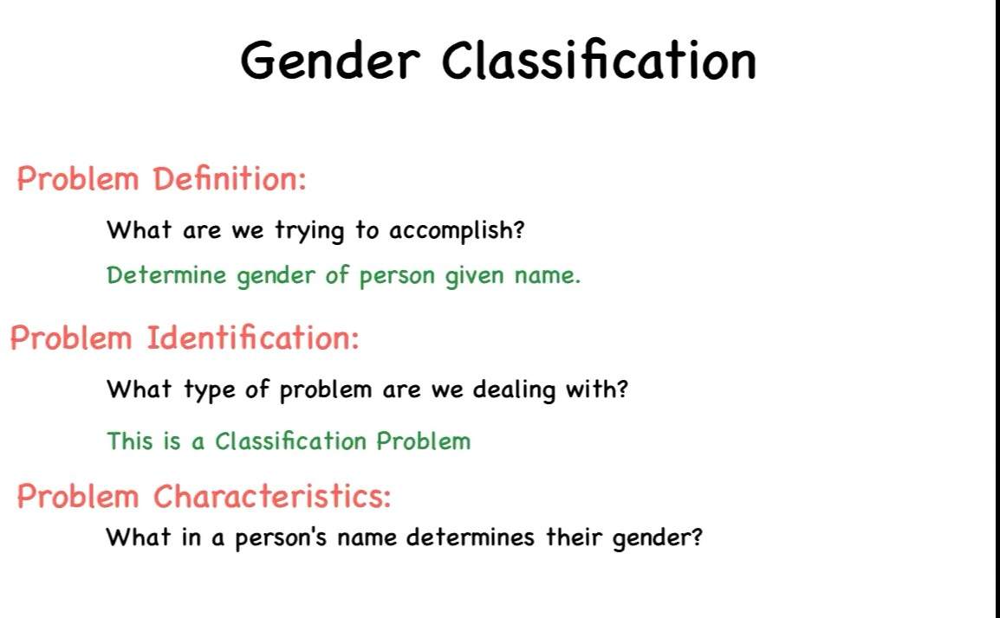 Gender Classification
Problem Definition:
What are we trying to accomplish?
Determine gender of person given name.
Problem Identification:
What type of problem are we dealing with?
This is a Classification Problem
Problem Characteristics:
What in a person's name determines their gender?